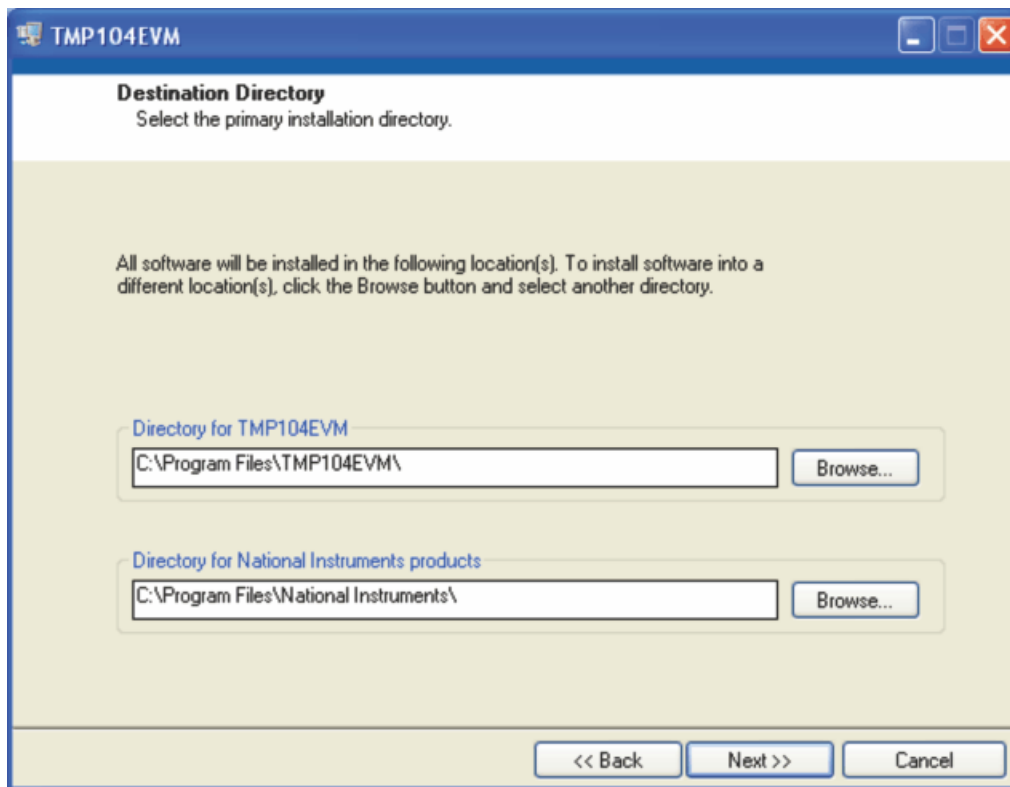 TMP104EVM
Destination Directory
Select the primary installation directory.
All software will be installed in the following location(s). To install software into a
different location(s), click the Browse button and select another directory.
Directory for TMP104EVM
C:\Program Files\TMP104EVM\
Browse...
Directory for National Instruments products
C:\Program Files\National Instruments\
Browse...
<< Back
Next >>
Cancel